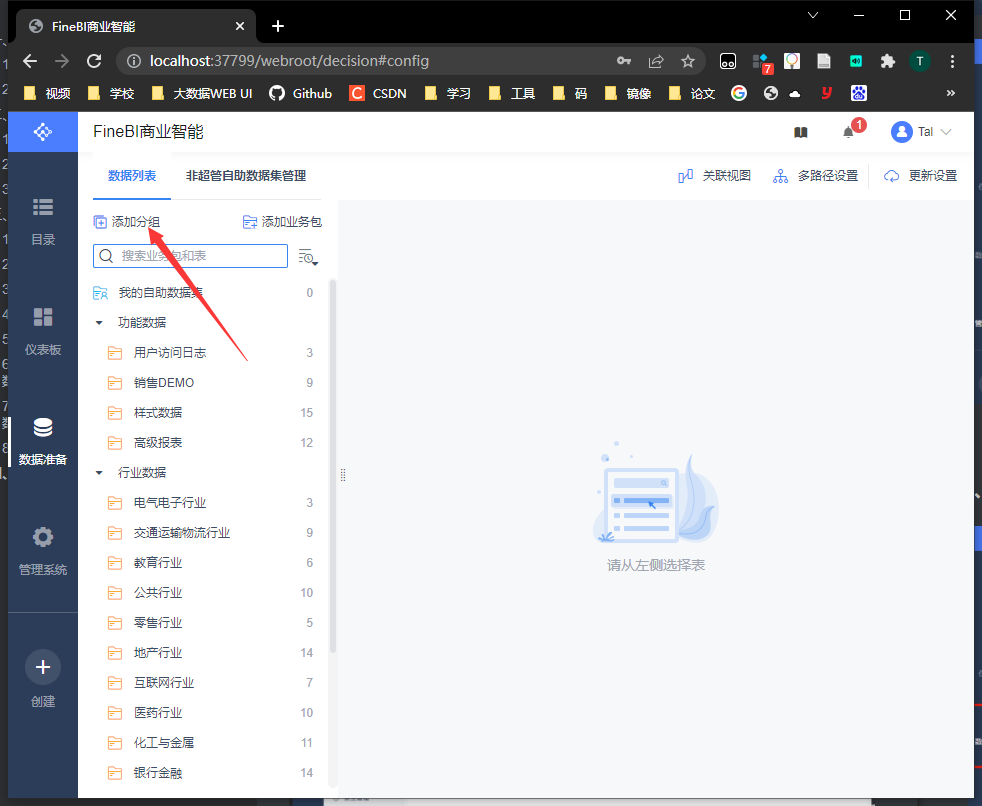 FineBI商业智能
localhost:37799/webroot/decision#config
7
T
视频
学校
大数据WEB UI
Github
C CSDN
学习
工具
码
镜像
论文
FineBI商业智能
1
Tal
数据列表
非超管自助数据集管理
关联视图
多路径设置
更新设置
添加分组
添加业务包
搜索业务包和表
我的自助数据集 0
功能数据
用户访问日志 3
销售DEMO 9
样式数据 15
高级报表 12
行业数据
电气电子行业 3
交通运输物流行业 9
教育行业 6
公共行业 10
零售行业 5
地产行业 14
互联网行业 7
医药行业 10
化工与金属 11
银行金融 14
目录
仪表板
数据准备
管理系统
创建
请从左侧选择表